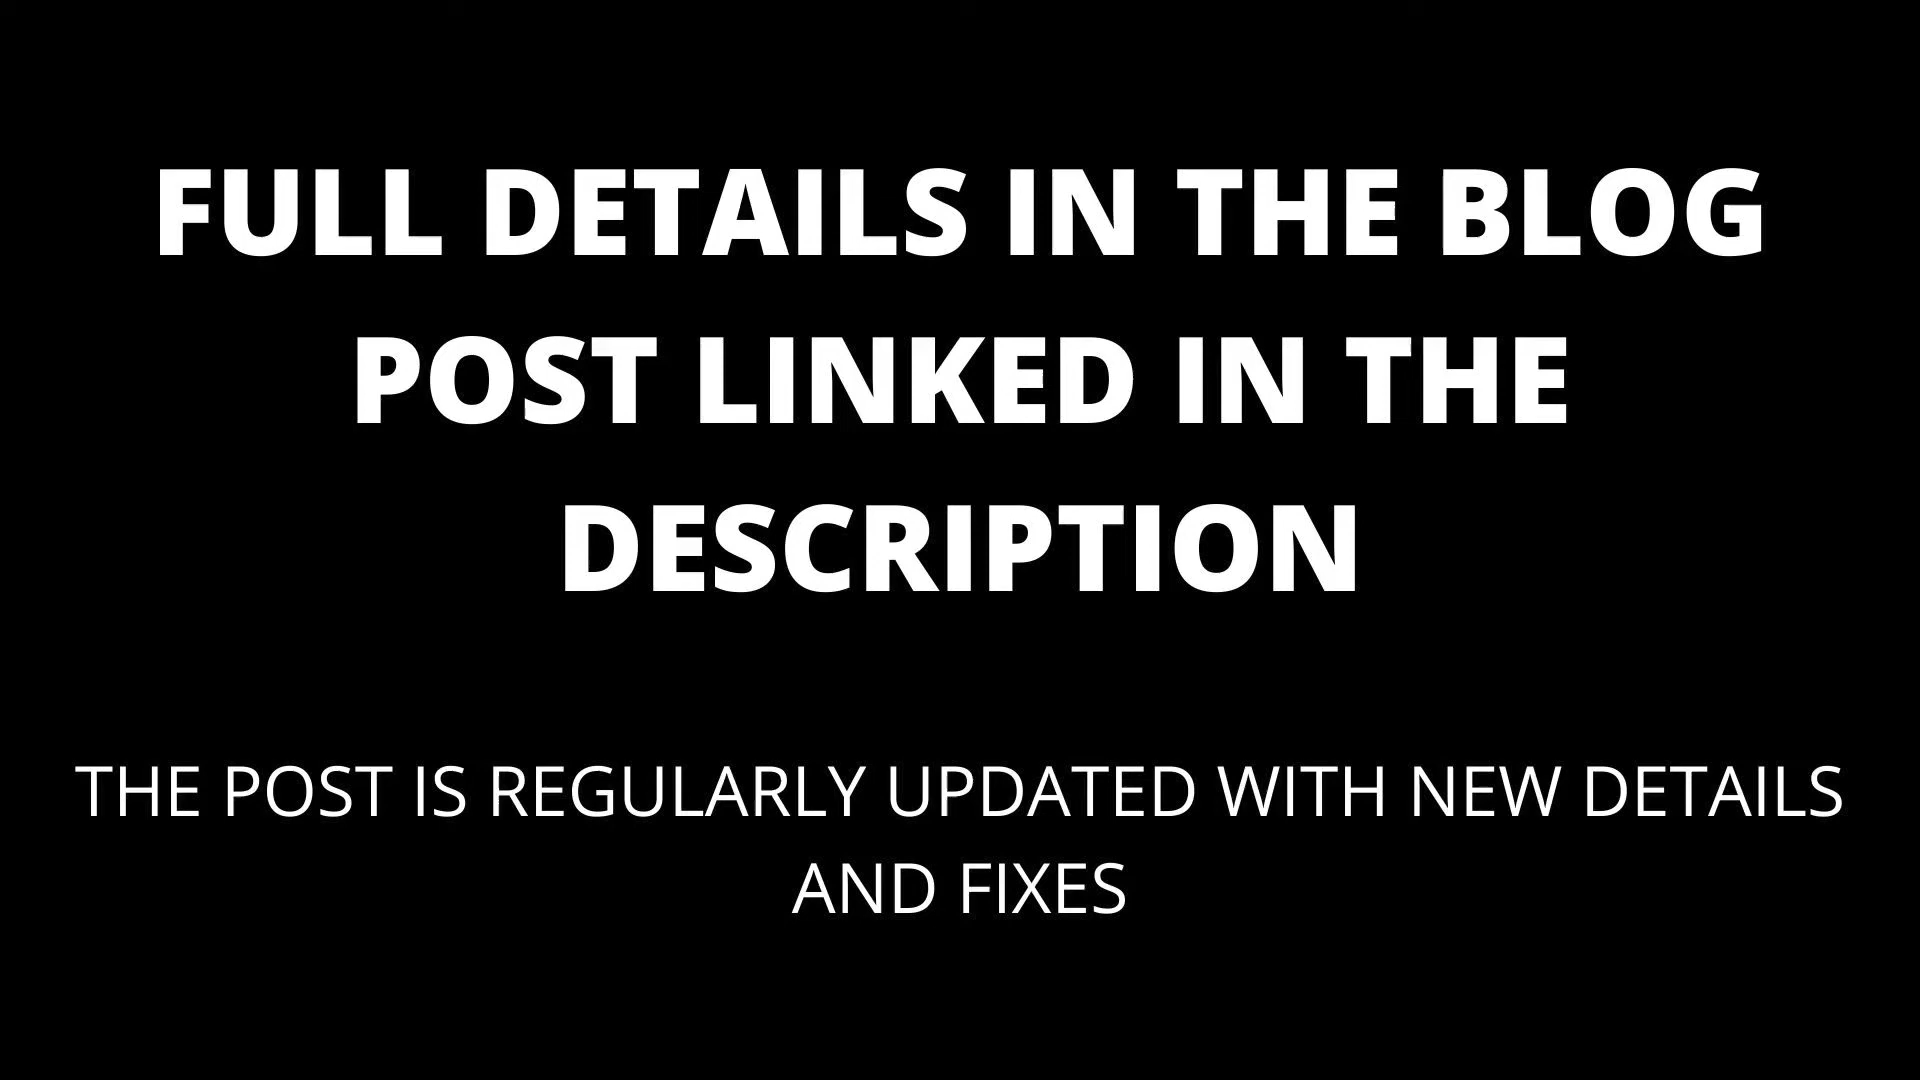 FULL DETAILS IN THE BLOG
POST LINKED IN THE
DESCRIPTION
THE POST IS REGULARLY UPDATED WITH NEW DETAILS
AND FIXES